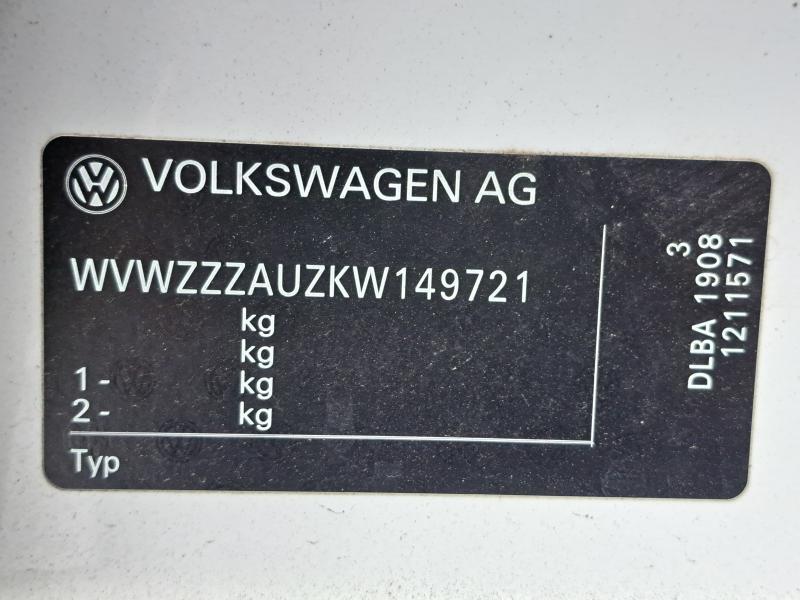 VOLKSWAGEN AG
WVWZZZAUZKW149721
kg
kg
1- kg
2- kg
Typ
3
DLBA 1908
1211571